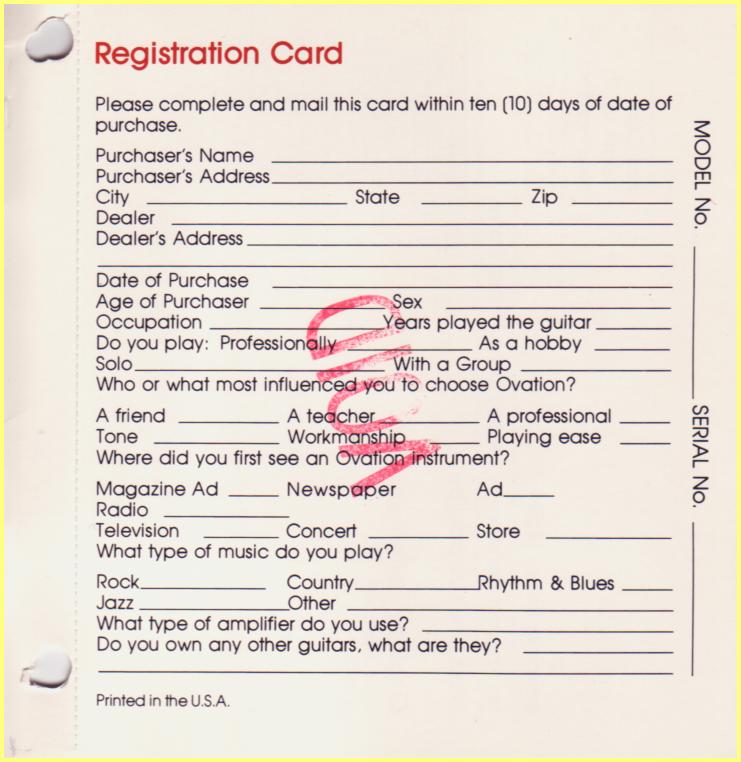 Registration Card
Please complete and mail this card within ten (10) days of date of
purchase.
Purchaser's Name
Purchaser's Address
City State Zip
Dealer
Dealer's Address
Date of Purchase
Age of Purchaser Sex
Occupation Years played the guitar
Do you play: Professionally As a hobby
Solo With a Group
Who or what most influenced you to choose Ovation?
A friend A teacher A professional
Tone Workmanship Playing ease
Where did you first see an Ovation instrument?
Magazine Ad Newspaper Ad
Radio
Television Concert Store
What type of music do you play?
Rock Country Rhythm & Blues
Jazz Other
What type of amplifier do you use?
Do you own any other guitars, what are they?
Printed in the U.S.A.
MODEL No.
SERIAL No.